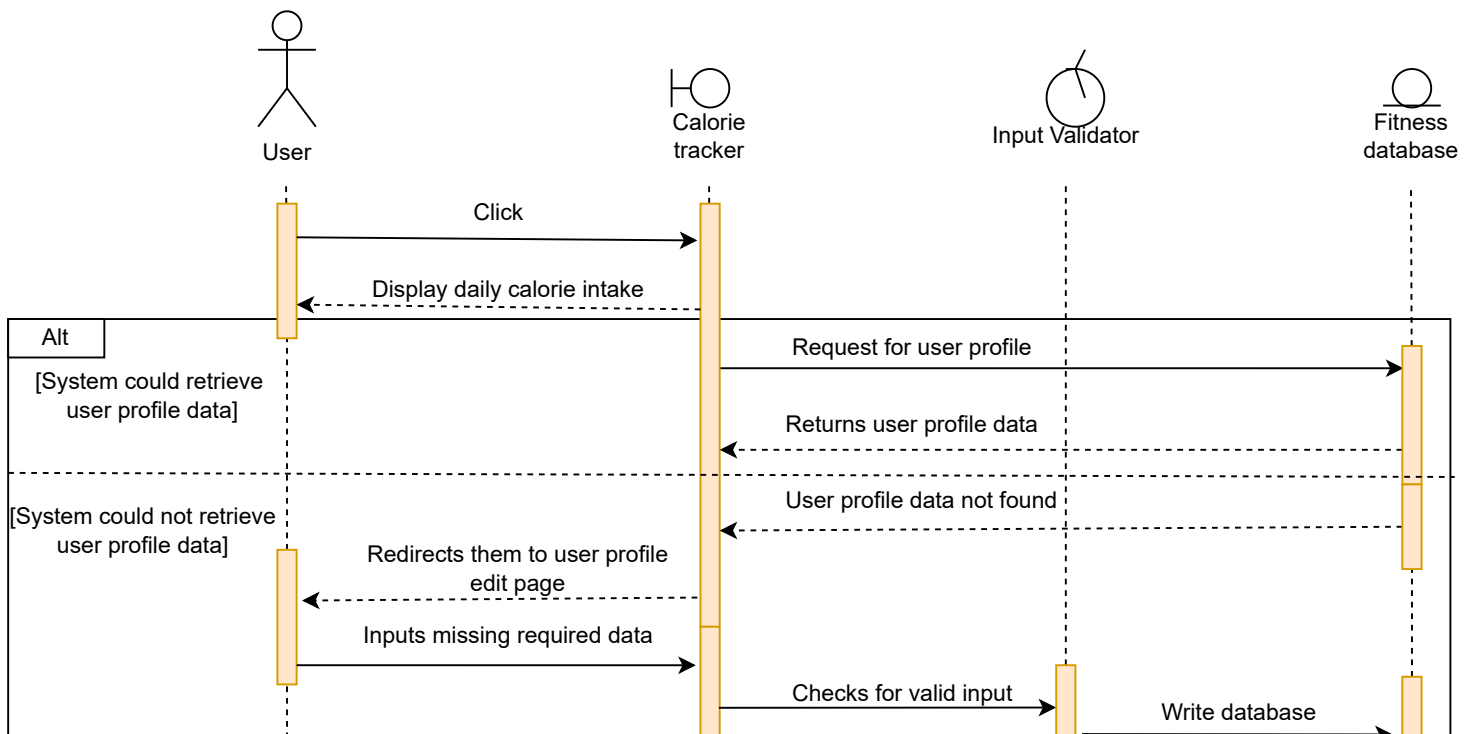 User
Calorie
tracker
Input Validator
Fitness
database
Click
Display daily calorie intake
Alt
[System could retrieve
user profile data]
Request for user profile
Returns user profile data
[System could not retrieve
user profile data]
User profile data not found
Redirects them to user profile
edit page
Inputs missing required data
Checks for valid input
Write database